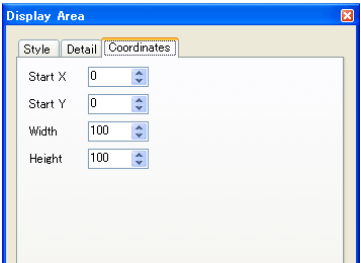 Display Area
Style Detail Coordinates
Start X 0
Start Y 0
Width 100
Height 100